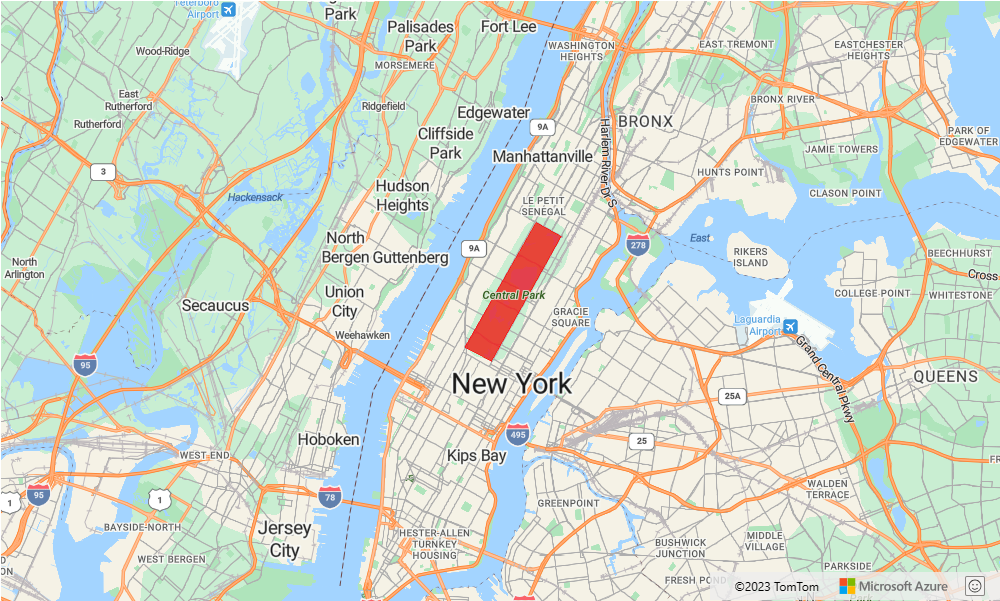 Teterboro
Airport
Park
Palisades
Park
Fort Lee
WASHINGTON
HEIGHTS
EAST TREMONT
EASTCHESTER
HEIGHTS
Wood-Ridge
MORSEMERE
East
Rutherford
Ridgefield
Edgewater
BRONX RIVER
Rutherford
9A
BRONX
Cliffside
Park
PARK OF
EDGEWATER
JAMIE TOWERS
Manhattanville
Harlem River Dr S
3
HUNTS POINT
Hudson
Heights
CLASON POINT
Hackensack
LE PETIT
SENEGAL
North
Bergen
Guttenberg
9A
278
East
RIKERS
ISLAND
BEECHHURST
North
Arlington
Cross
Union
City
Secaucus
Central Park
COLLEGE POINT
WHITESTONE
GRACIE
SQUARE
Laguardia
Airport
Weehawken
Grand Central Pkwy
95
New York
QUEENS
25A
Hoboken
495
25
WEST END
Kips Bay
WALDEN
TERRACE
95
1
1
78
GREENPOINT
BAYSIDE-NORTH
Jersey
City
HESTER-ALLEN
TURNKEY
HOUSING
MIDDLE
VILLAGE
BUSHWICK
JUNCTION
WEST BERGEN
PARKSIDE
FRESH POND
©2023 TomTom
Microsoft Azure